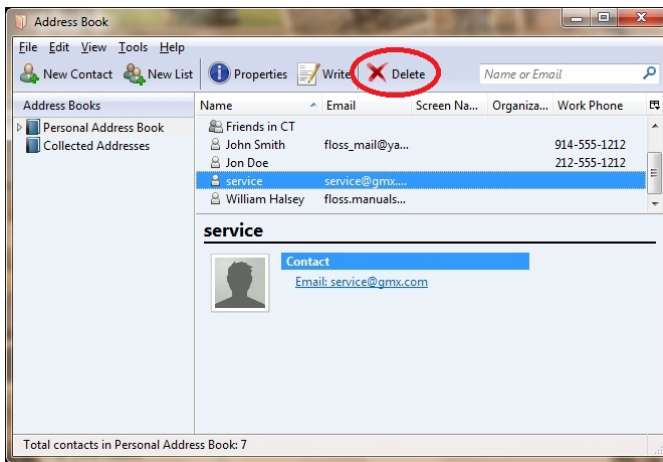 Address Book
File Edit View Tools Help
New Contact New List Properties Write Delete Name or Email
Address Books
Personal Address Book
Collected Addresses
Name Email Screen Na... Organiza... Work Phone
Friends in CT
John Smith floss_mail@ya... 914-555-1212
Jon Doe 212-555-1212
service service@gmx....
William Halsey floss.manuals...
service
Contact
Email: service@gmx.com
Total contacts in Personal Address Book: 7